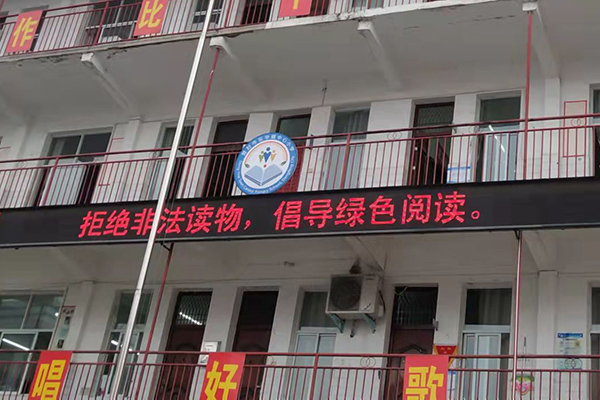 作 比
拒绝非法读物，倡导绿色阅读。
唱 好 歌